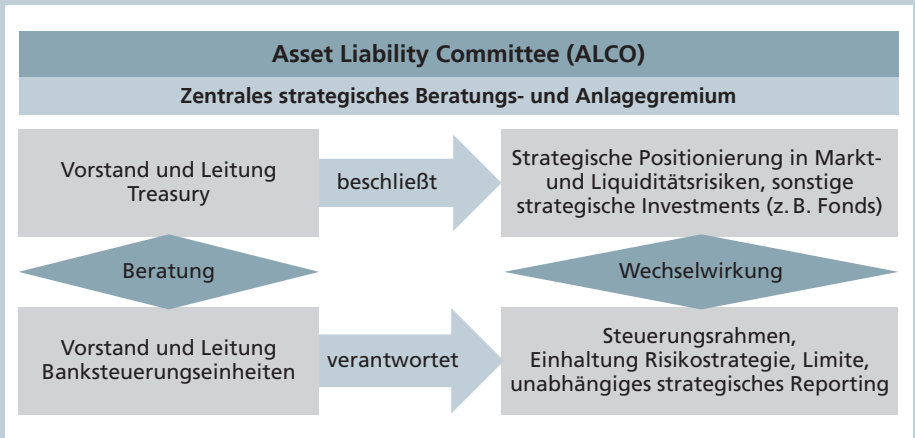 Asset Liability Committee (ALCO)
Zentrales strategisches Beratungs- und Anlagegremium
Vorstand und Leitung
Treasury
beschließt
Strategische Positionierung in Markt-
und Liquiditätsrisiken, sonstige
strategische Investments (z. B. Fonds)
Beratung
Wechselwirkung
Vorstand und Leitung
Banksteuerungseinheiten
verantwortet
Steuerungsrahmen,
Einhaltung Risikostrategie, Limite,
unabhängiges strategisches Reporting